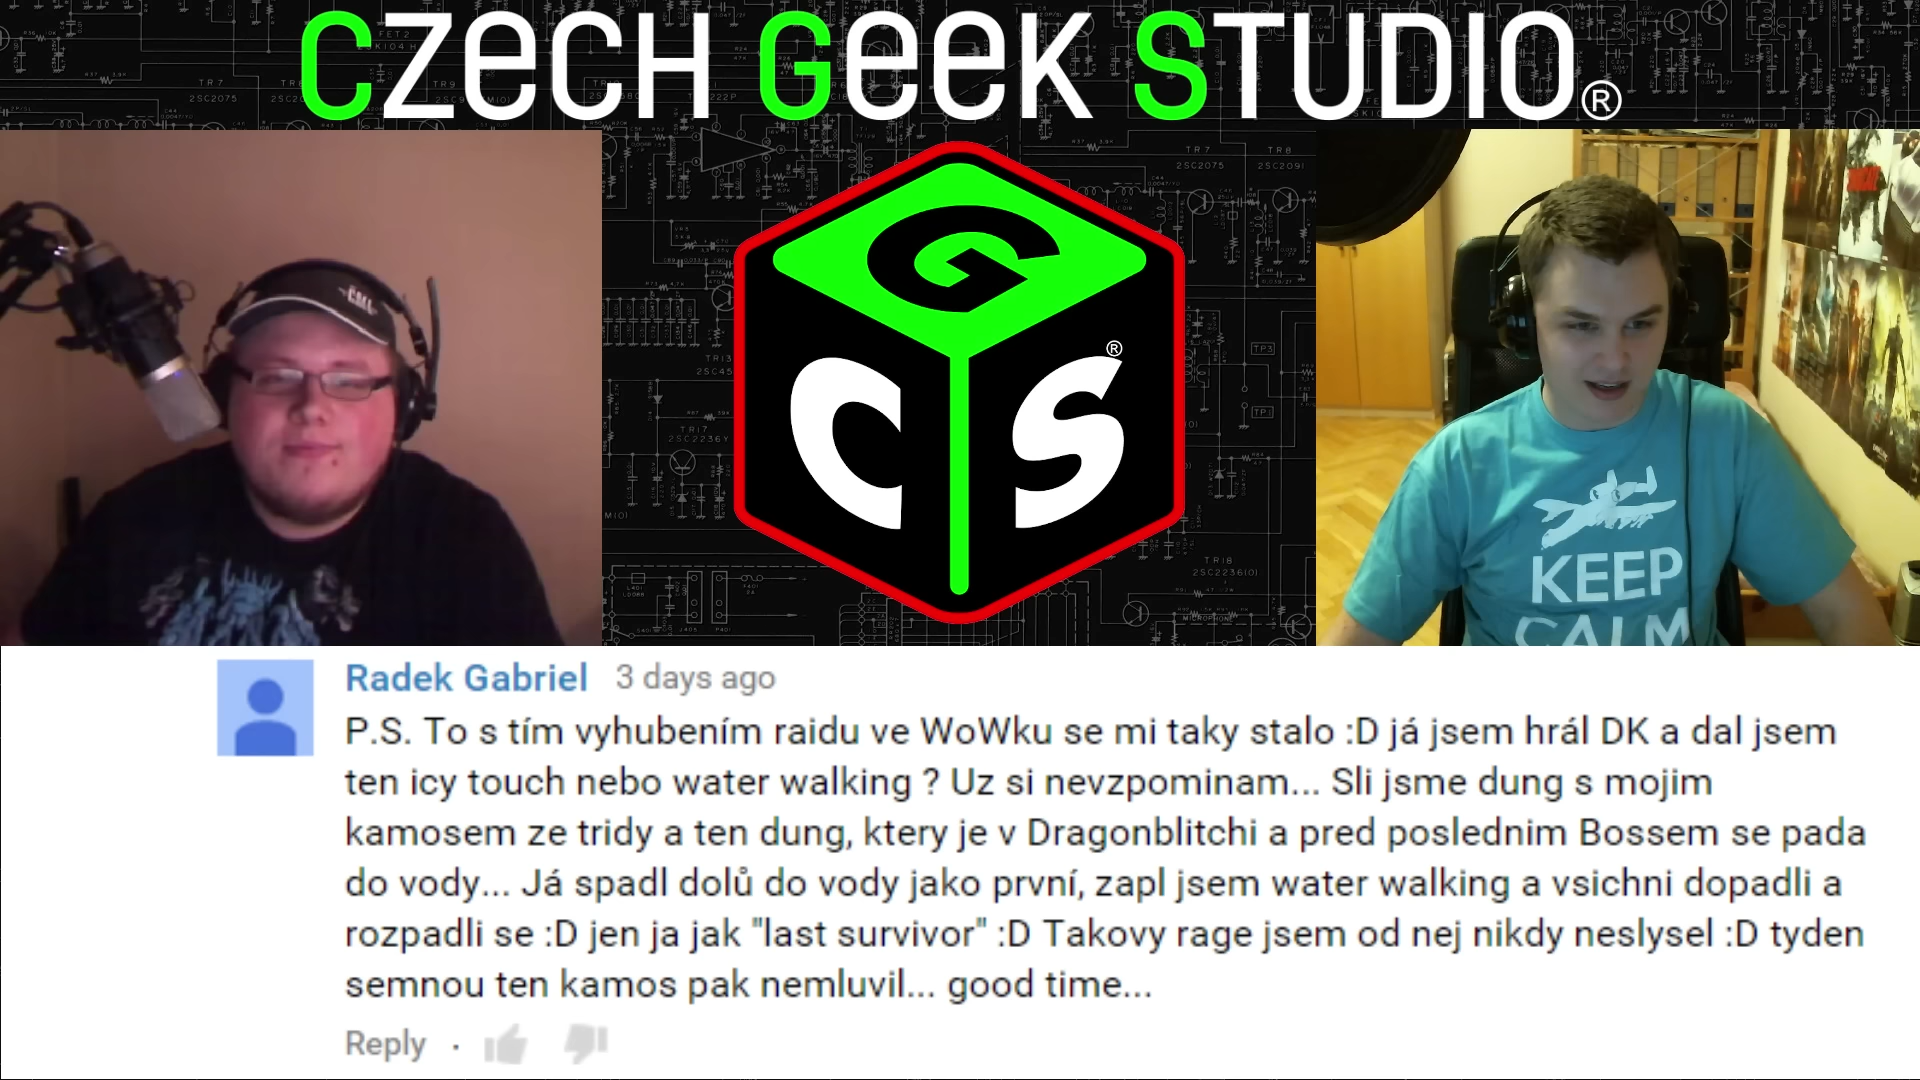 CZECH GEEK STUDIO®
G
C S ®
KEEP
CALM
Radek Gabriel 3 days ago
P.S. To s tím vyhubením raidu ve WoWku se mi taky stalo :D já jsem hrál DK a dal jsem
ten icy touch nebo water walking ? Uz si nevzpominam... Sli jsme dung s mojim
kamosem ze tridy a ten dung, ktery je v Dragonblitchi a pred poslednim Bossem se pada
do vody... Já spadl dolů do vody jako první, zapl jsem water walking a vsichni dopadli a
rozpadli se :D jen ja jak "last survivor" :D Takovy rage jsem od nej nikdy neslysel :D tyden
semnou ten kamos pak nemluvil... good time...
Reply ·